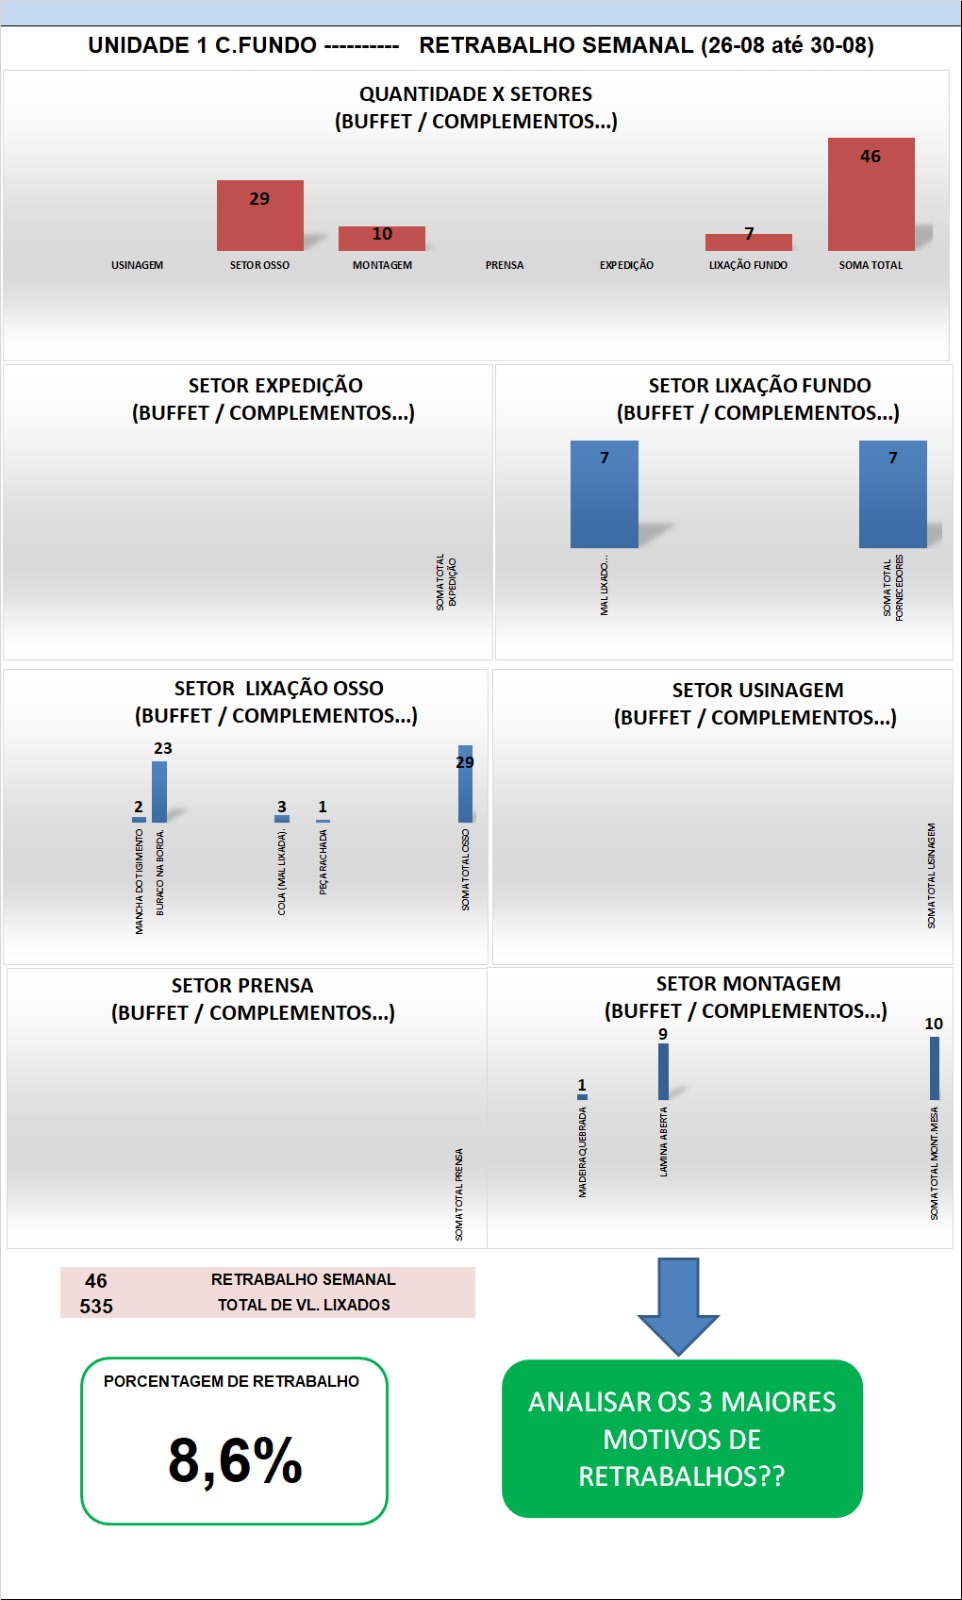 UNIDADE 1 C.FUNDO ---------- RETRABALHO SEMANAL (26-08 até 30-08)
QUANTIDADE X SETORES
(BUFFET / COMPLEMENTOS...)
29
10
7
46
USINAGEM
SETOR OSSO
MONTAGEM
PRENSA
EXPEDIÇÃO
LIXAÇÃO FUNDO
SOMA TOTAL
SETOR EXPEDIÇÃO
(BUFFET / COMPLEMENTOS...)
SOMA TOTAL
EXPEDIÇÃO
SETOR LIXAÇÃO FUNDO
(BUFFET / COMPLEMENTOS...)
7
7
MAL LIXADO...
SOMA TOTAL
FORNECEDORES
SETOR LIXAÇÃO OSSO
(BUFFET / COMPLEMENTOS...)
2
23
3
1
29
MANCHA DO TIGIMENTO
BURACO NA BORDA.
COLA (MAL LIXADA).
PEÇA RACHADA
SOMA TOTAL OSSO
SETOR USINAGEM
(BUFFET / COMPLEMENTOS...)
SOMA TOTAL USINAGEM
SETOR PRENSA
(BUFFET / COMPLEMENTOS...)
SOMA TOTAL PRENSA
SETOR MONTAGEM
(BUFFET / COMPLEMENTOS...)
1
9
10
MADEIRA QUEBRADA
LAMINA ABERTA
SOMA TOTAL MONT.MESA
46 RETRABALHO SEMANAL
535 TOTAL DE VL. LIXADOS
PORCENTAGEM DE RETRABALHO
8,6%
ANALISAR OS 3 MAIORES
MOTIVOS DE
RETRABALHOS??